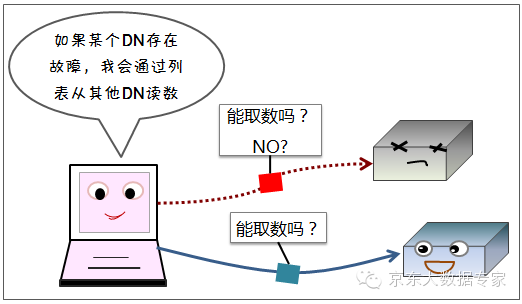 如果某个DN存在
故障，我会通过列
表从其他DN读数
能取数吗？
NO?
能取数吗？
京东大数据专家